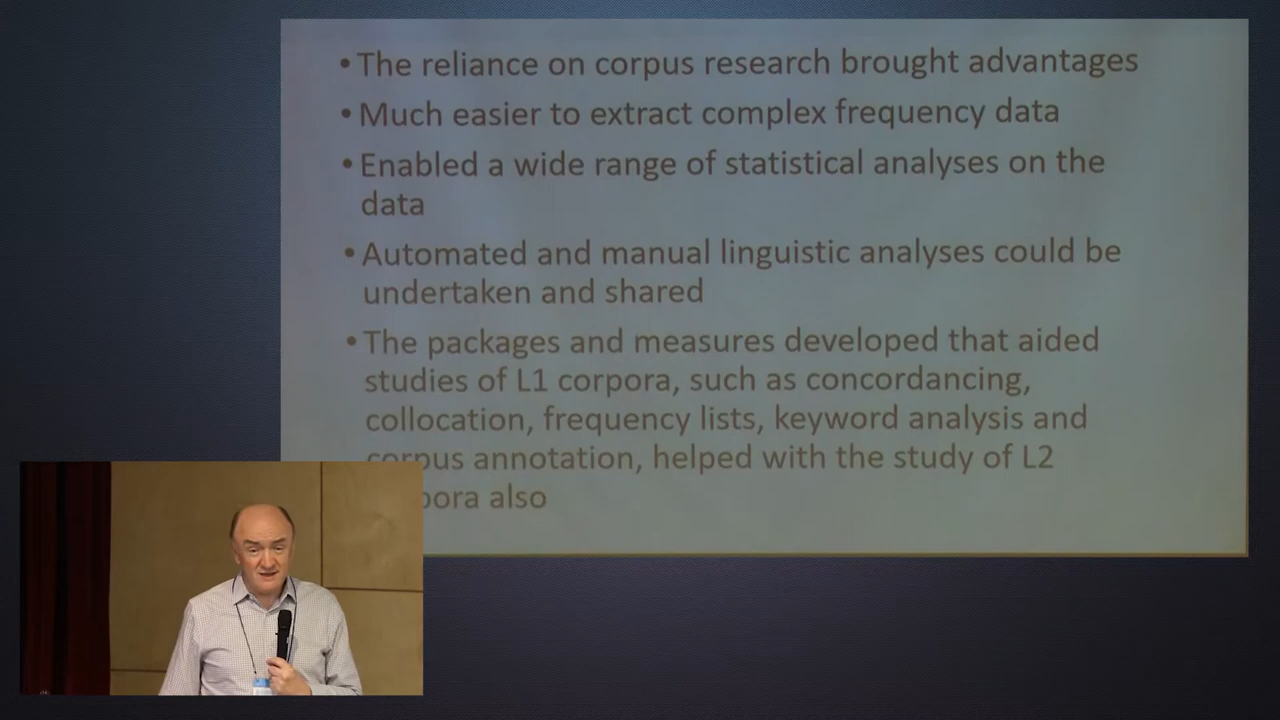 • The reliance on corpus research brought advantages
• Much easier to extract complex frequency data
• Enabled a wide range of statistical analyses on the
data
• Automated and manual linguistic analyses could be
undertaken and shared
• The packages and measures developed that aided
studies of L1 corpora, such as concordancing,
collocation, frequency lists, keyword analysis and
corpus annotation, helped with the study of L2
pora also